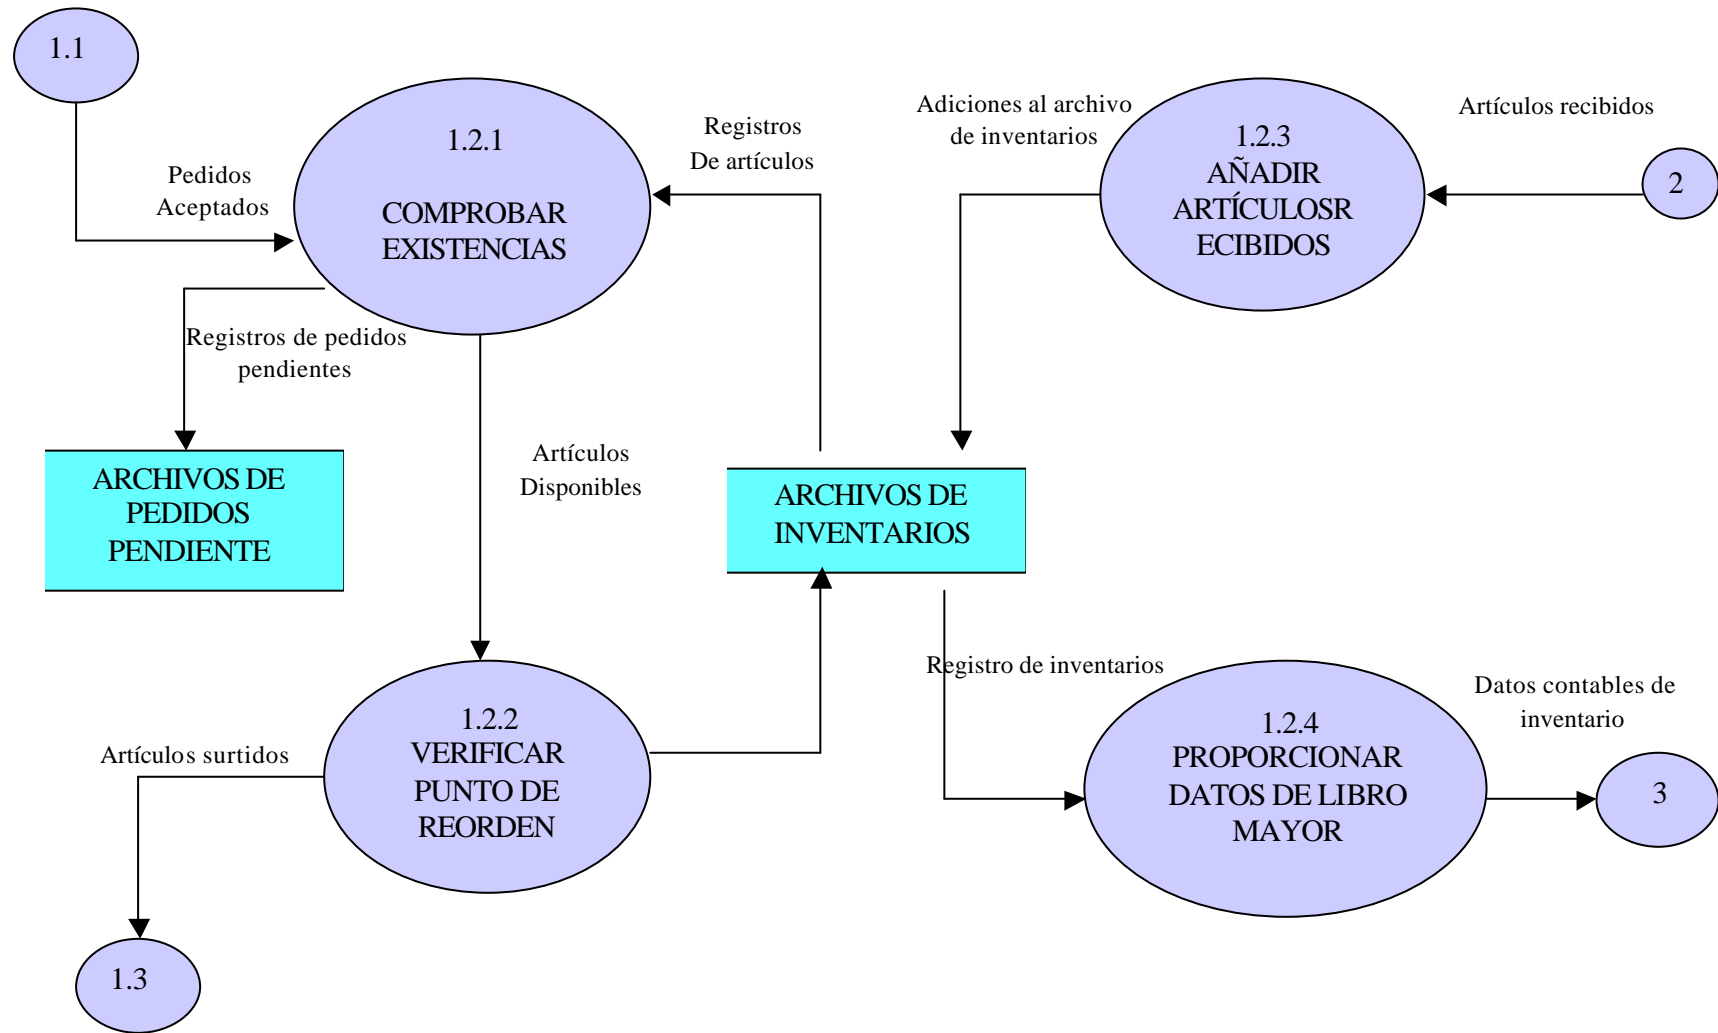 1.1
Pedidos
Aceptados
1.2.1
COMPROBAR
EXISTENCIAS
Registros
De artículos
Adiciones al archivo
de inventarios
1.2.3
AÑADIR
ARTÍCULOSR
ECIBIDOS
Artículos recibidos
2
Registros de pedidos
pendientes
ARCHIVOS DE
PEDIDOS
PENDIENTE
Artículos
Disponibles
ARCHIVOS DE
INVENTARIOS
Artículos surtidos
1.2.2
VERIFICAR
PUNTO DE
REORDEN
Registro de inventarios
1.2.4
PROPORCIONAR
DATOS DE LIBRO
MAYOR
Datos contables de
inventario
3
1.3